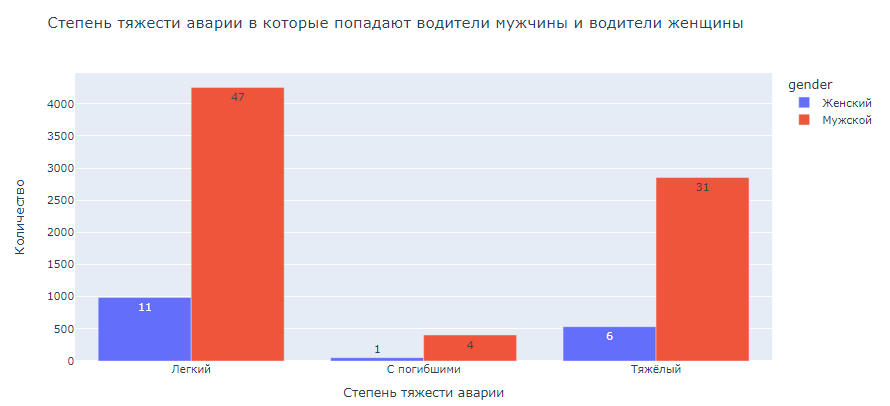 Степень тяжести аварии в которые попадают водители мужчины и водители женщины
gender
Женский
Мужской
Количество
4000
3500
3000
2500
2000
1500
1000
500
0
11
47
1
4
6
31
Легкий
С погибшими
Тяжёлый
Степень тяжести аварии